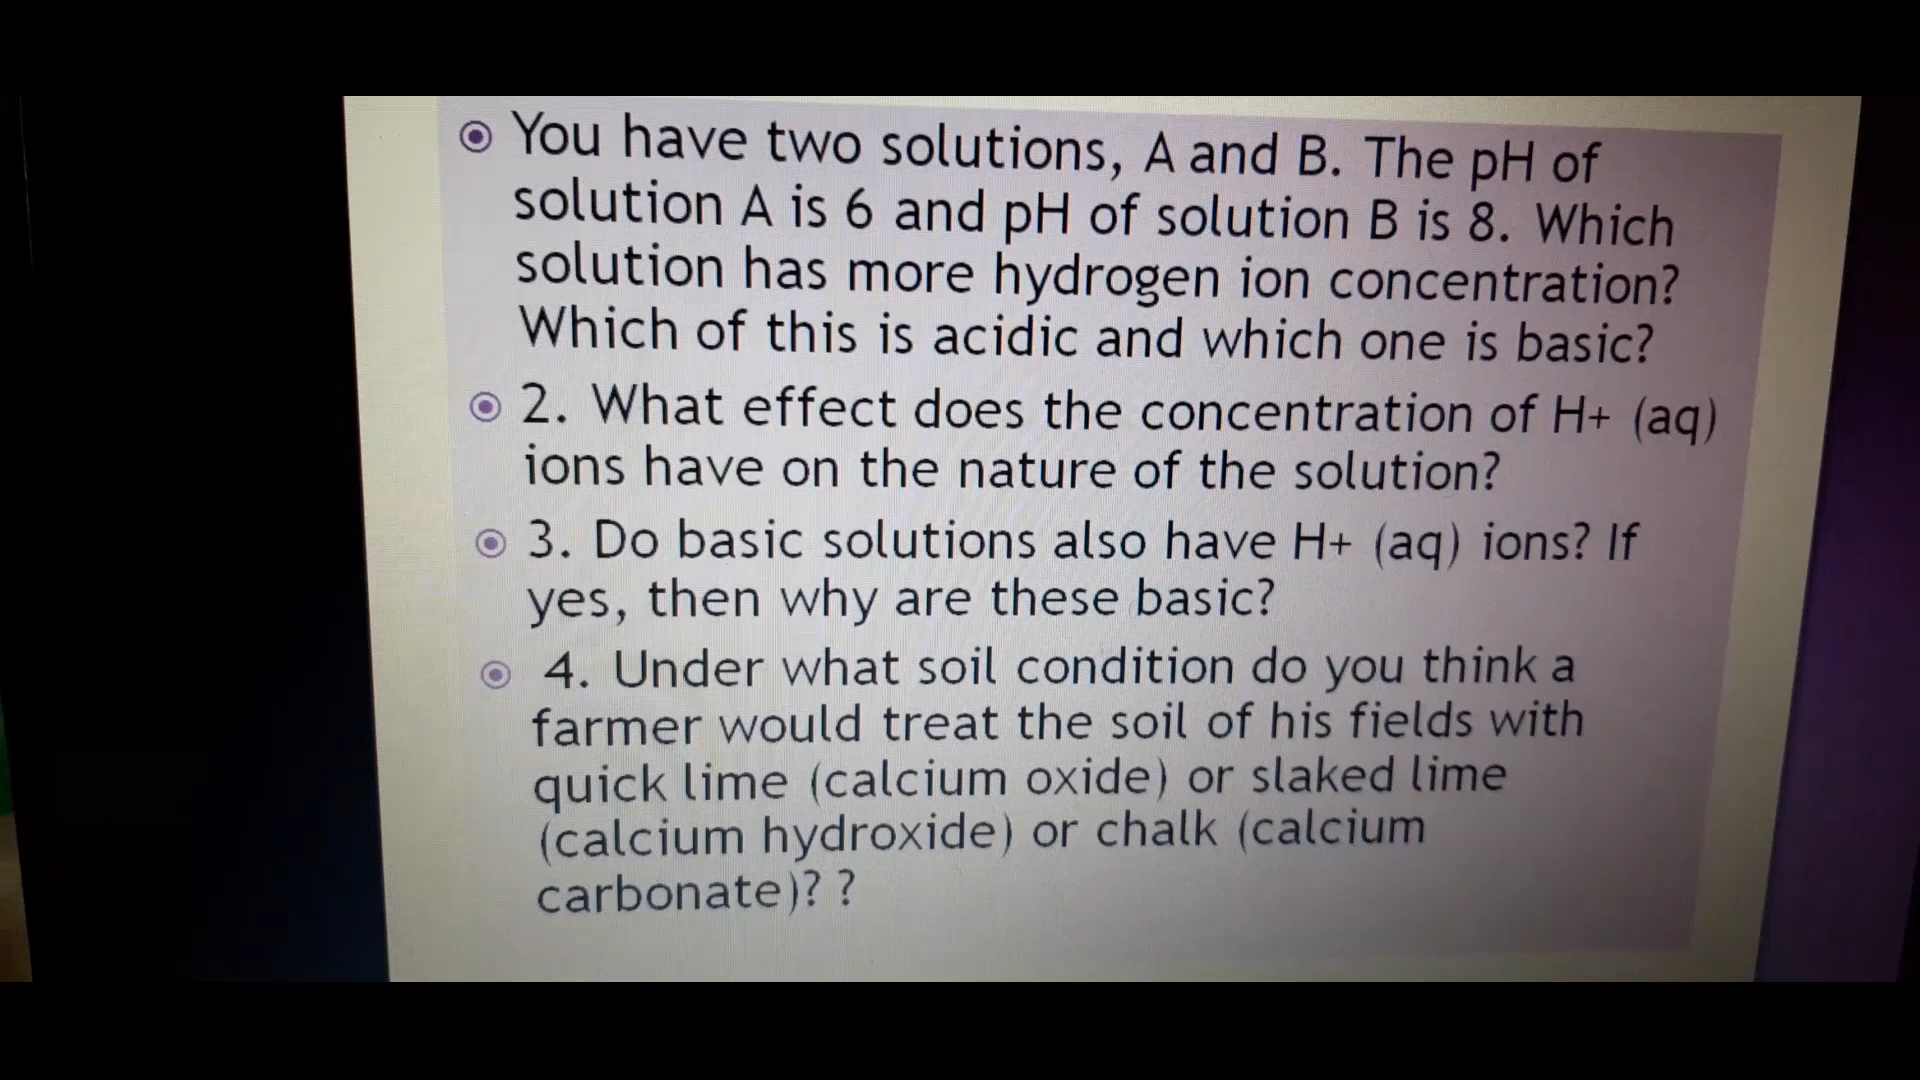 You have two solutions, A and B. The pH of
solution A is 6 and pH of solution B is 8. Which
solution has more hydrogen ion concentration?
Which of this is acidic and which one is basic?
2. What effect does the concentration of H+ (aq)
ions have on the nature of the solution?
3. Do basic solutions also have H+ (aq) ions? If
yes, then why are these basic?
4. Under what soil condition do you think a
farmer would treat the soil of his fields with
quick lime (calcium oxide) or slaked lime
(calcium hydroxide) or chalk (calcium
carbonate)? ?